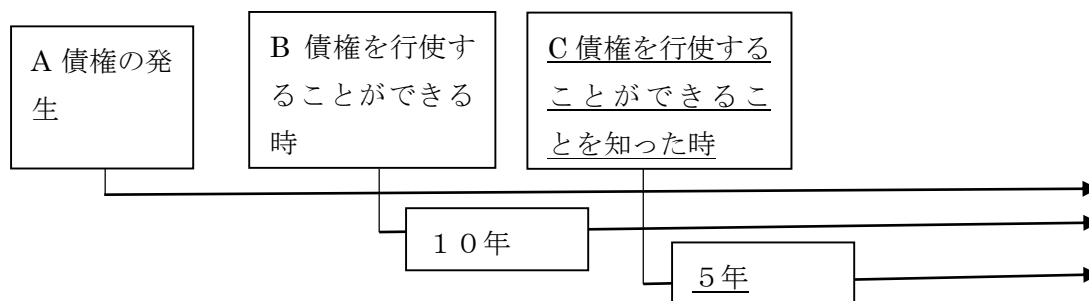 A 債権の発
生
B 債権を行使す
ることができる
時
C 債権を行使する
ことができるこ
とを知った時
10年
5年